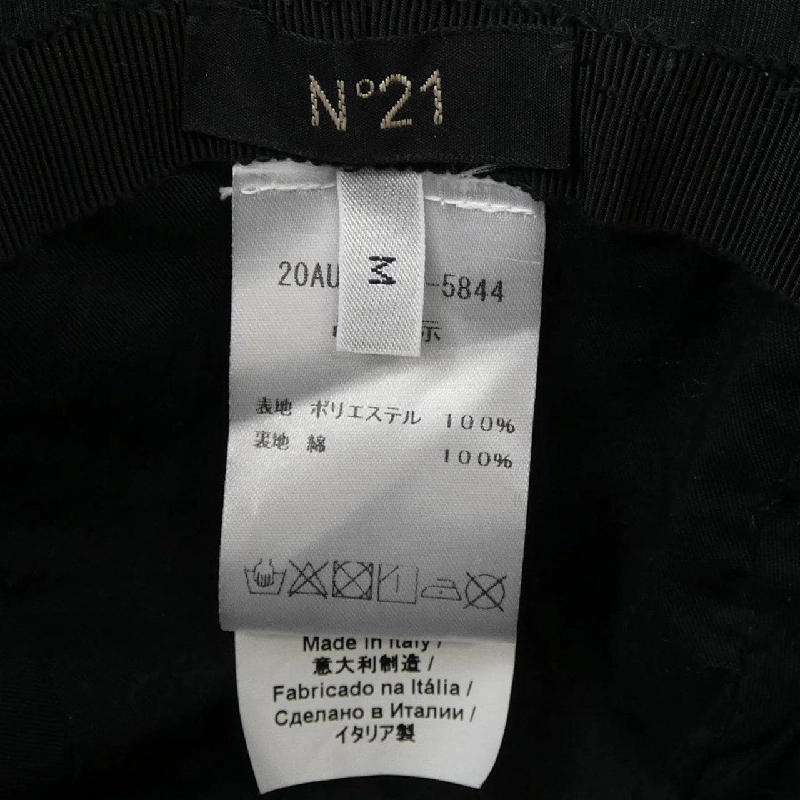 N°21
M
20AU -5844
示
表地 ポリエステル 100%
裏地 綿 100%
Made in Italy /
意大利制造 /
Fabricado na Itália /
Сделано в Италии /
イタリア製